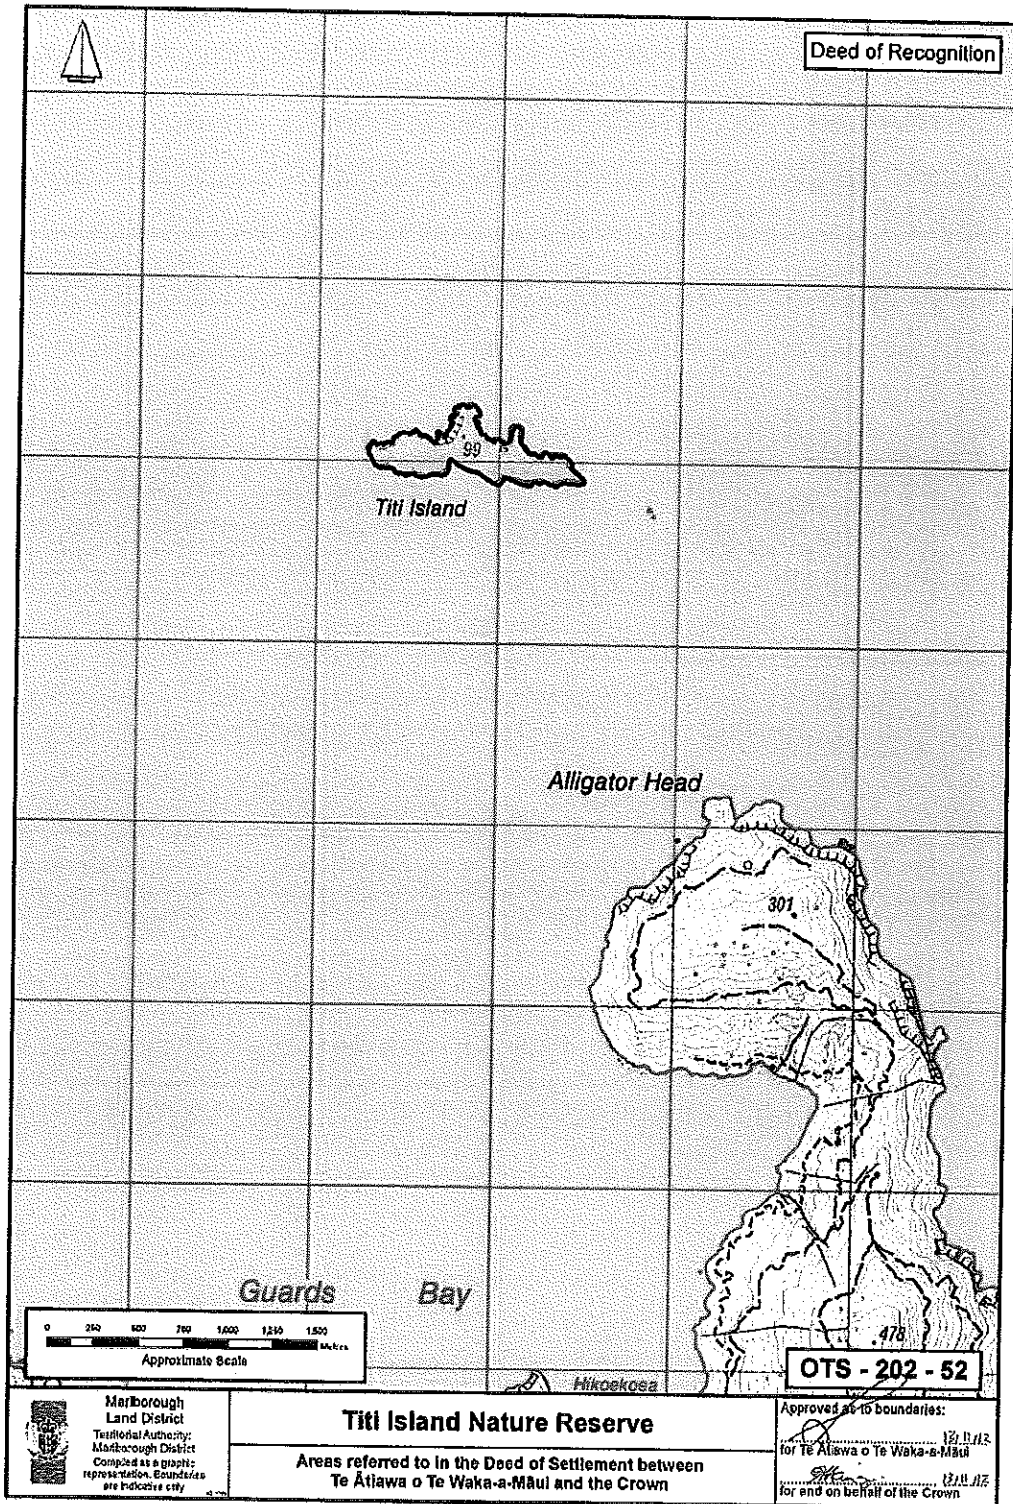 Deed of Recognition
99
Titi Island
Alligator Head
301
Guards Bay
0 250 500 750 1,000 1,250 1,500
Metres
Approximate Scale
478
OTS - 202 - 52
Hikoekoea
Marlborough
Land District
Territorial Authority:
Marlborough District
Compiled as a graphic
representation. Boundaries
are indicative only
Titi Island Nature Reserve
Areas referred to in the Deed of Settlement between
Te Ātiawa o Te Waka-a-Māui and the Crown
Approved as to boundaries:
for Te Ātiawa o Te Waka-a-Māui
for and on behalf of the Crown